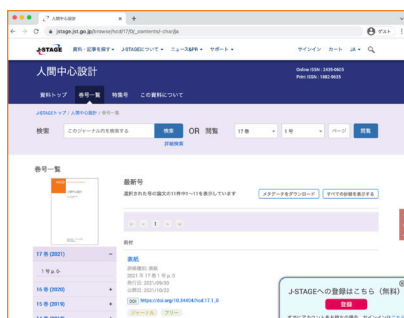 jstage.jst.go.jp/browse/hcd/17/0/_contents/-char/ja
ゲスト
J-STAGE 資料・記事を探す J-STAGEについて ニュース&PR サポート サインイン カート JA
人間中心設計
Online ISSN : 2435-0605
Print ISSN : 1882-9635
資料トップ 巻号一覧 特集号 この資料について
J-STAGEトップ / 人間中心設計 / 巻号一覧
検索 このジャーナル内を検索する 検索 OR 閲覧 17 巻 1 号 ページ 閲覧
詳細検索
巻号一覧
最新号
選択された号の論文の11件中1～11を表示しています メタデータをダウンロード すべての抄録を表示する
1
前付
17 巻 (2021)
1 号 p. 0-
16 巻 (2020)
15 巻 (2019)
表紙
原稿種別: 表紙
2021 年 17 巻 1 号 p. 0
発行日: 2021/09/30
公開日: 2021/10/22
DOI https://doi.org/10.34404/hcd.17.1_0
ジャーナル フリー
J-STAGEへの登録はこちら（無料）
登録